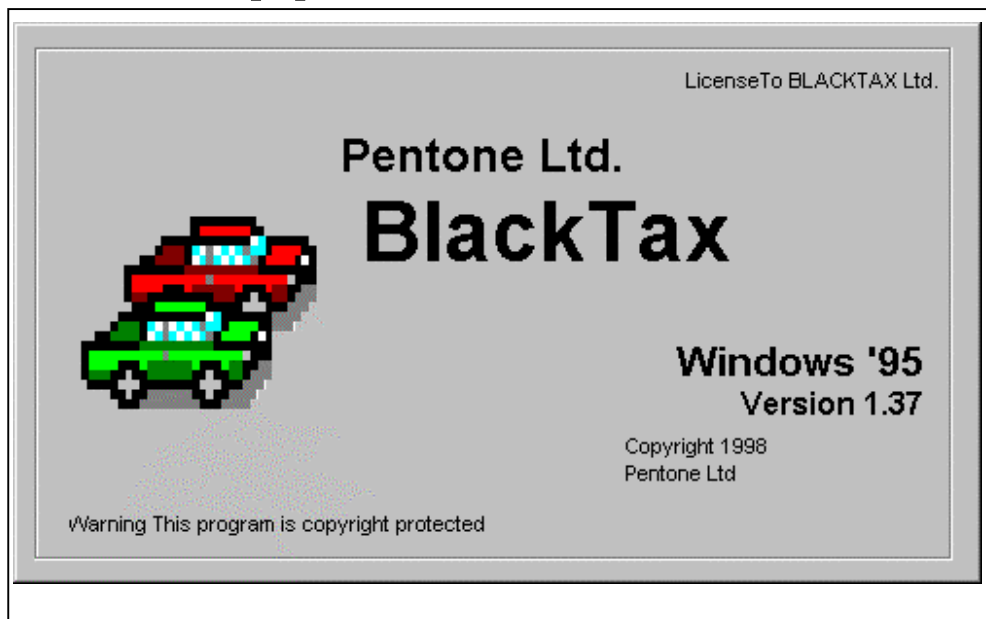 LicenseTo BLACKTAX Ltd.
Pentone Ltd.
BlackTax
Windows '95
Version 1.37
Copyright 1998
Pentone Ltd
Warning This program is copyright protected